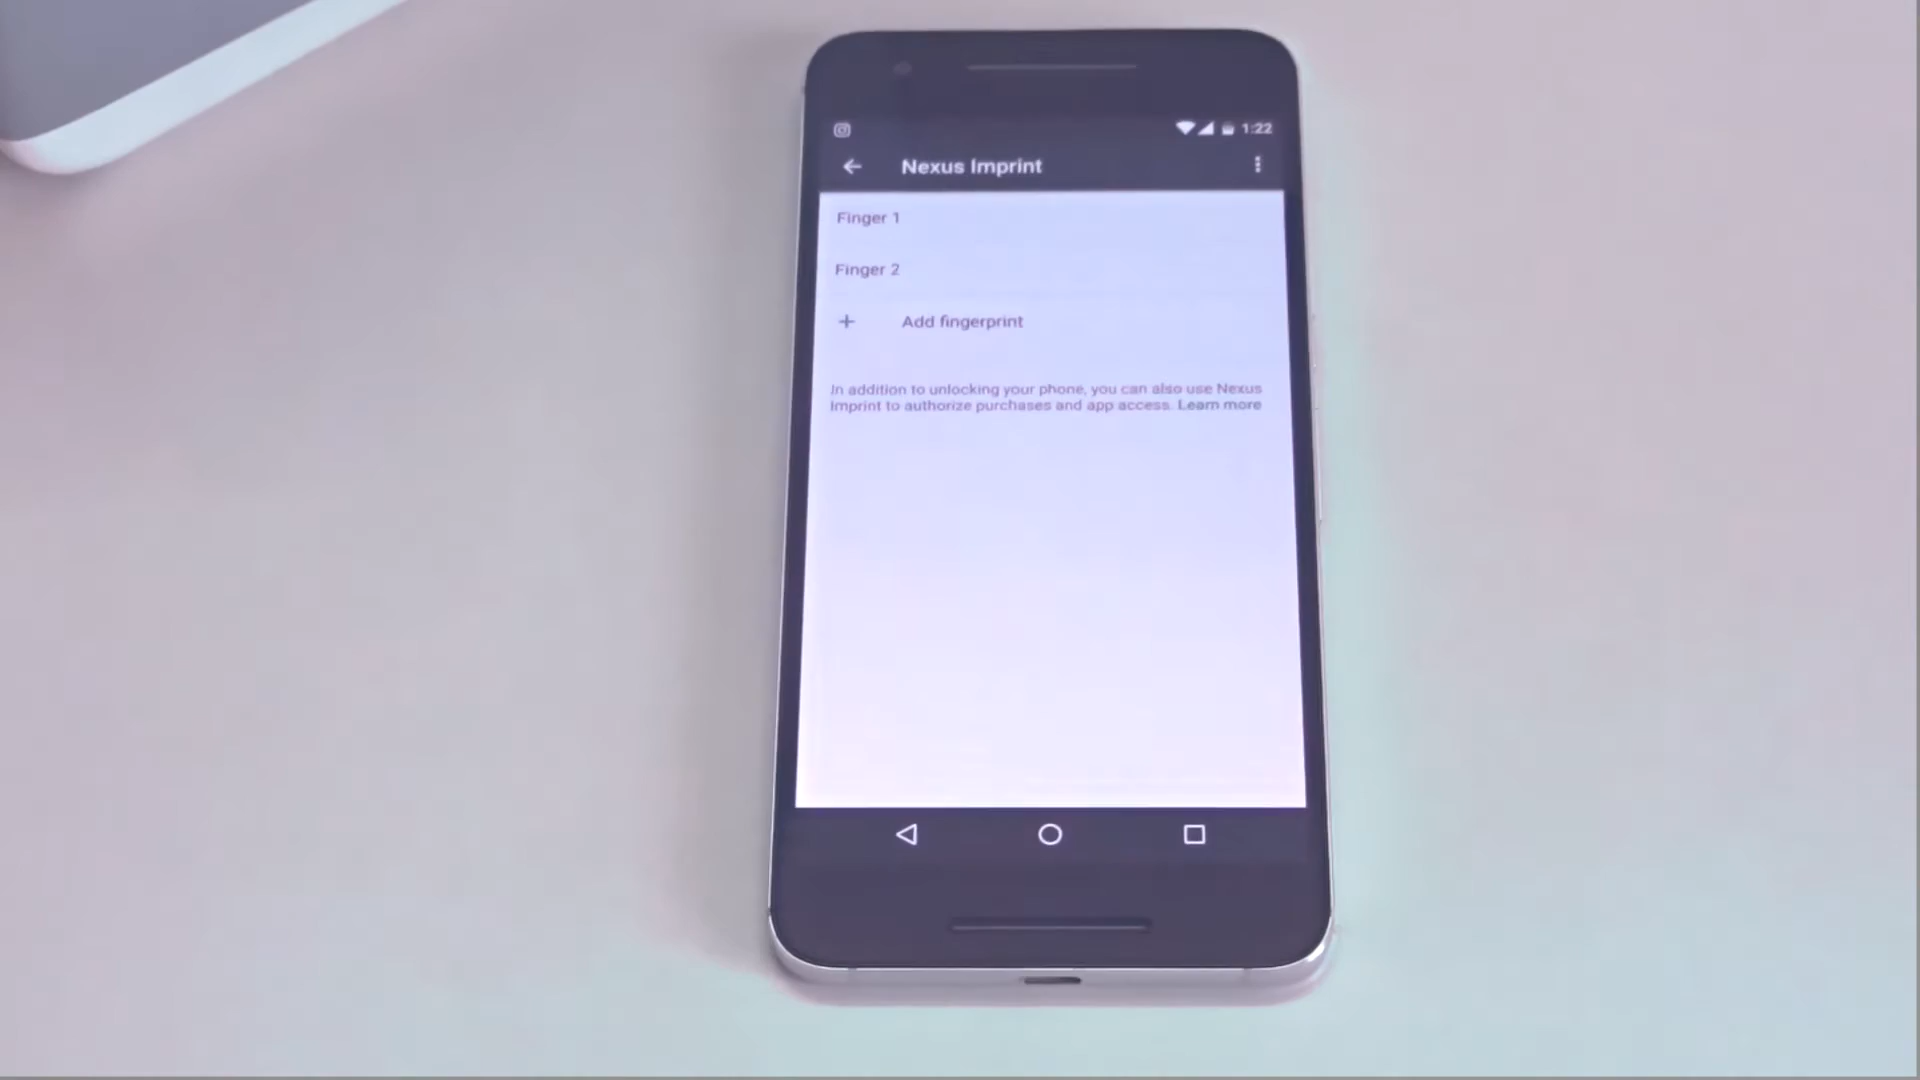 1:22
Nexus Imprint
Finger 1
Finger 2
+ Add fingerprint
In addition to unlocking your phone, you can also use Nexus
Imprint to authorize purchases and app access. Learn more